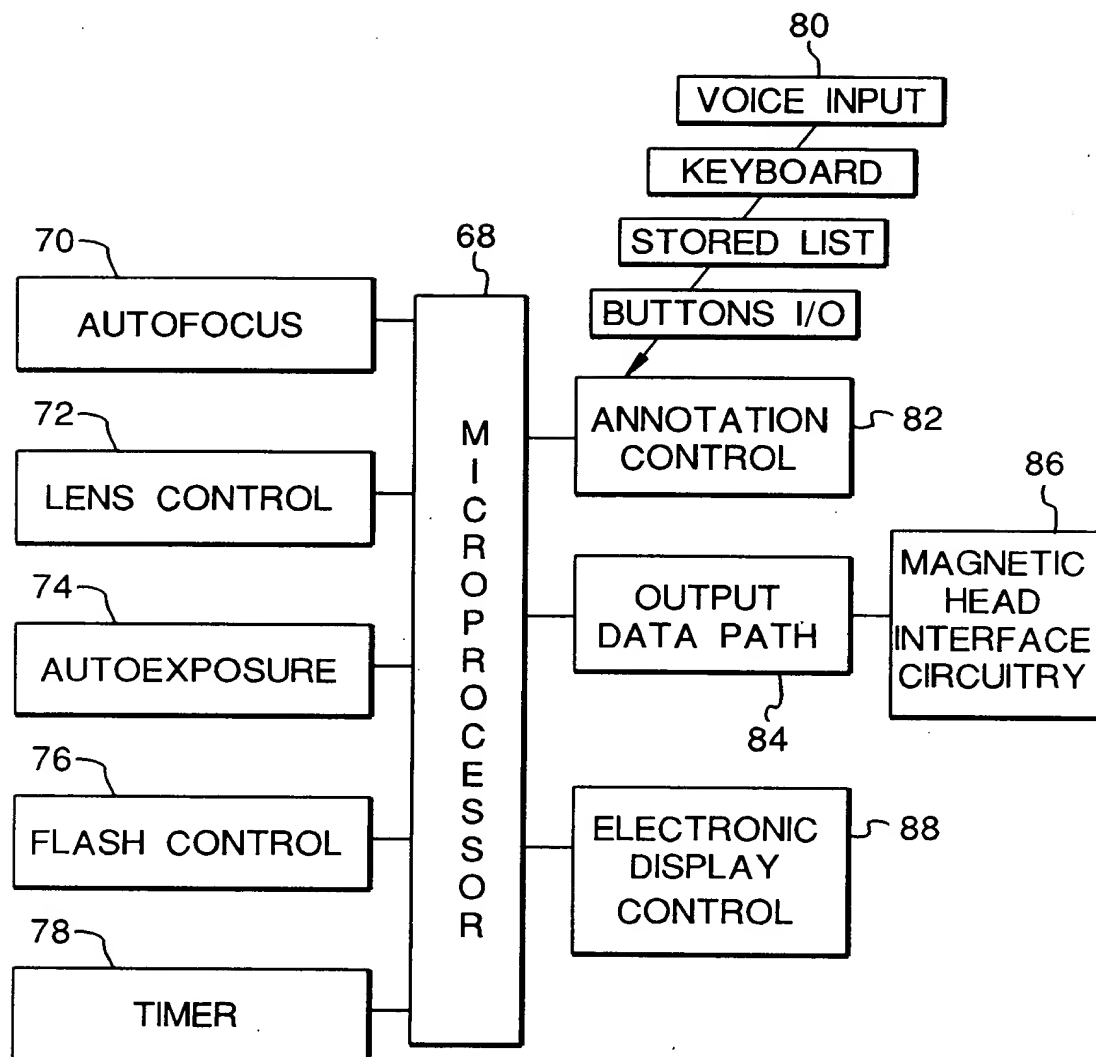 80
VOICE INPUT
KEYBOARD
STORED LIST
BUTTONS I/O
70
AUTOFOCUS
68
MICROPROCESSOR
72
LENS CONTROL
ANNOTATION
CONTROL
82
74
AUTOEXPOSURE
OUTPUT
DATA PATH
84
86
MAGNETIC
HEAD
INTERFACE
CIRCUITRY
76
FLASH CONTROL
ELECTRONIC
DISPLAY
CONTROL
88
78
TIMER